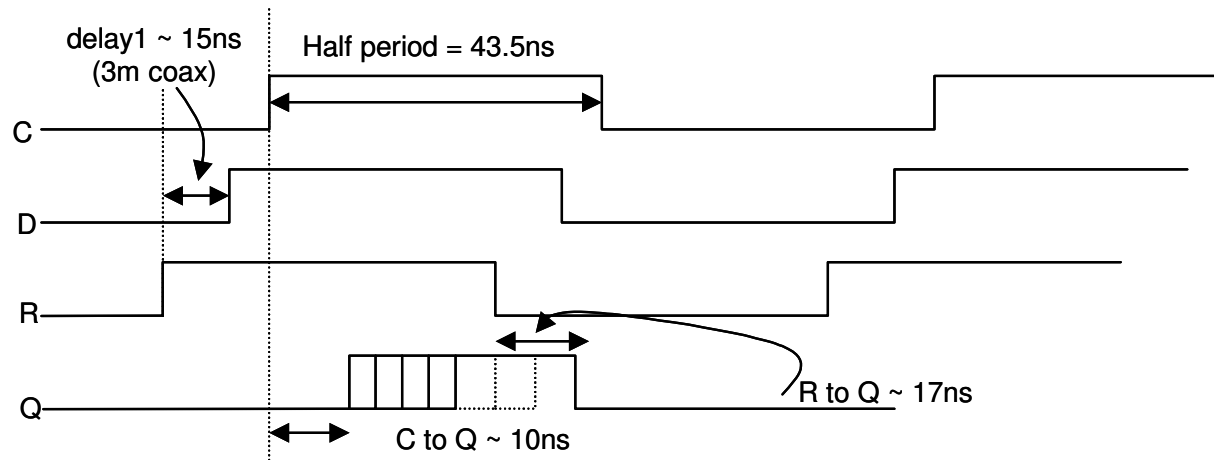 delay1 ~ 15ns
(3m coax)
Half period = 43.5ns
C
D
R
R to Q ~ 17ns
Q
C to Q ~ 10ns